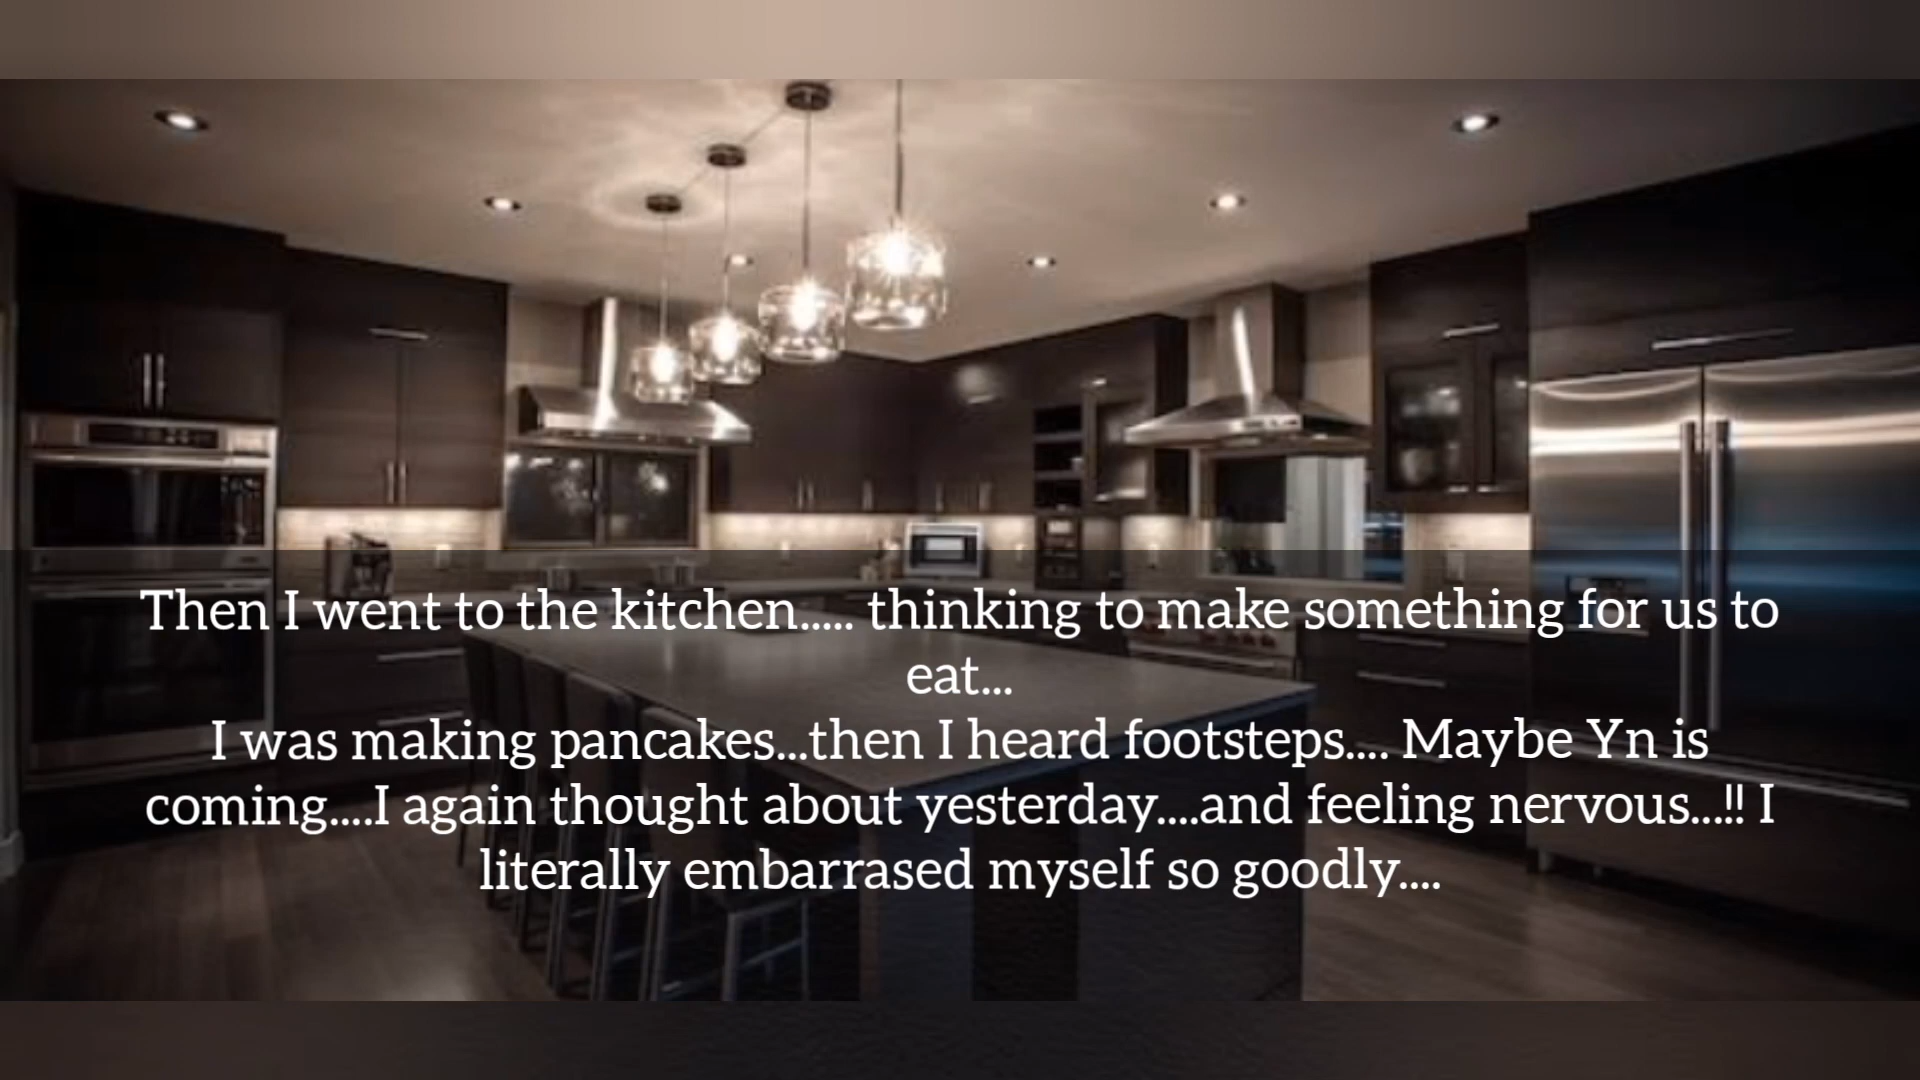 Then I went to the kitchen..... thinking to make something for us to
eat...
I was making pancakes...then I heard footsteps.... Maybe Yn is
coming....I again thought about yesterday....and feeling nervous...!! I
literally embarrased myself so goodly....